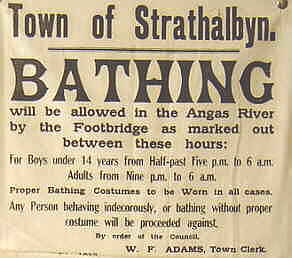 Town of Strathalbyn.
BATHING
will be allowed in the Angas River
by the Footbridge as marked out
between these hours:
For Boys under 14 years from Half-past Five p.m. to 6 a.m.
Adults from Nine p.m. to 6 a.m.
Proper Bathing Costumes to be Worn in all cases.
Any Person behaving indecorously, or bathing without proper
costume will be proceeded against.
By order of the Council.
W. F. ADAMS, Town Clerk.